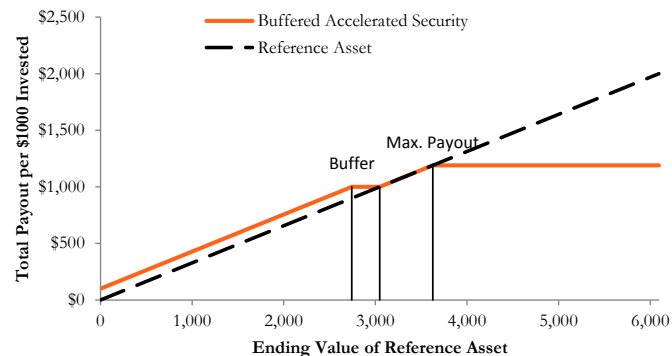 $2,500
Buffered Accelerated Security
Reference Asset
$2,000
$1,500
Max. Payout
Buffer
$1,000
$500
$0
0 1,000 2,000 3,000 4,000 5,000 6,000
Total Payout per $1000 Invested
Ending Value of Reference Asset